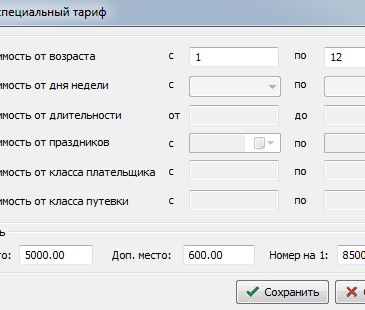 специальный тариф
имость от возраста с 1 по 12
имость от дня недели с по
имость от длительности от до
имость от праздников с по
имость от класса плательщика с по
имость от класса путевки с по
то: 5000.00 Доп. место: 600.00 Номер на 1: 8500
Сохранить